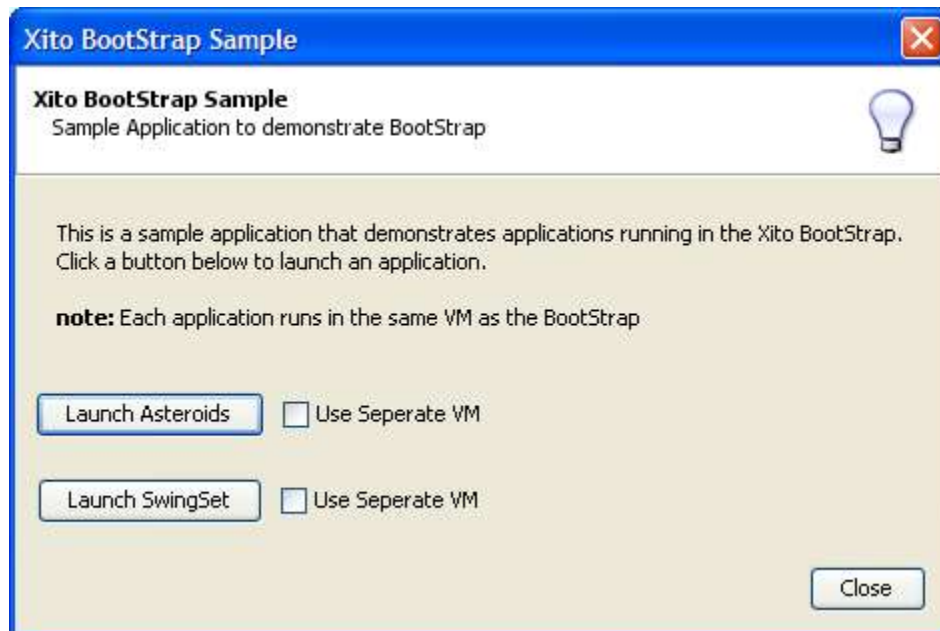 Xito BootStrap Sample
Xito BootStrap Sample
Sample Application to demonstrate BootStrap
This is a sample application that demonstrates applications running in the Xito BootStrap.
Click a button below to launch an application.
note: Each application runs in the same VM as the BootStrap
Launch Asteroids Use Seperate VM
Launch SwingSet Use Seperate VM
Close